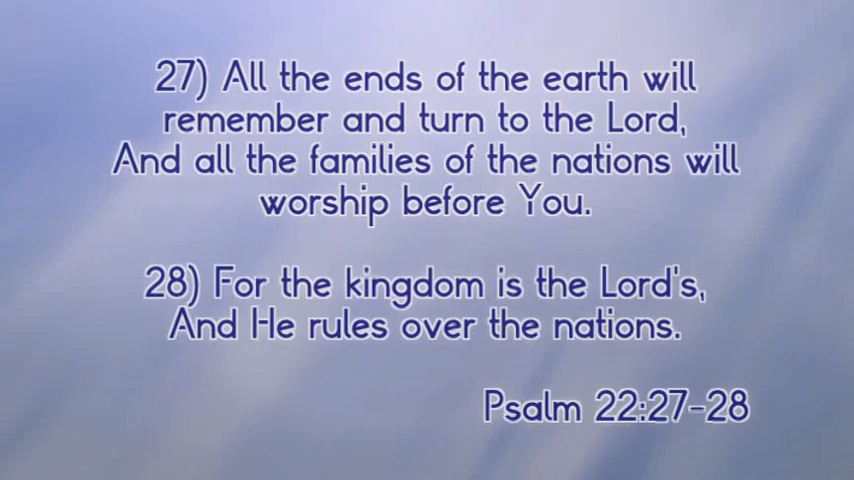 27) All the ends of the earth will
remember and turn to the Lord,
And all the families of the nations will
worship before You.
28) For the kingdom is the Lord's,
And He rules over the nations.
Psalm 22:27-28